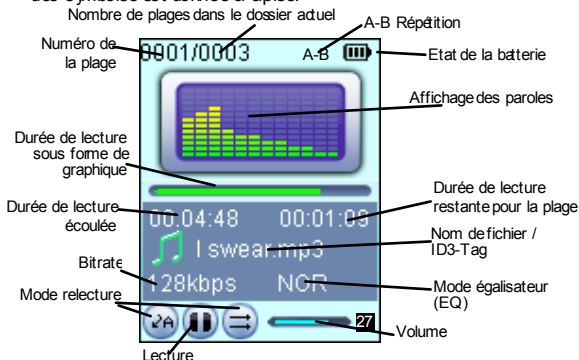 Nombre de plages dans le dossier actuel
A-B Répétition
Numéro de
la plage
0001/0003
A-B
Etat de la batterie
Affichage des paroles
Durée de lecture
sous forme de
graphique
Durée de lecture
restante pour la plage
Durée de lecture
écoulée
00:04:48
00:01:09
Nom de fichier /
ID3-Tag
I swear.mp3
Bitrate
128kbps
NOR
Mode égalisateur
(EQ)
Mode relecture
A
27
Volume
Lecture